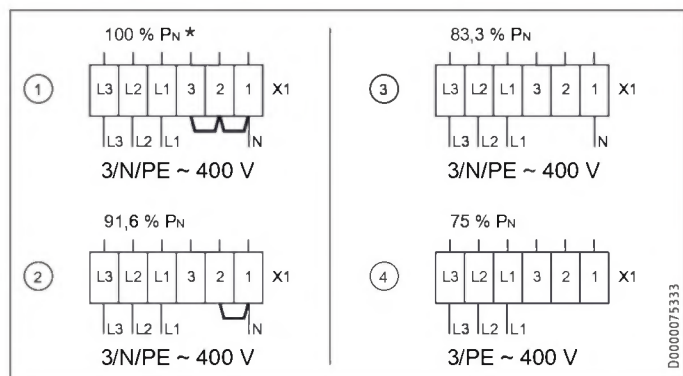 100 % PN *
1
L3 L2 L1 3 2 1 X1
L3 L2 L1 N
3/N/PE ~ 400 V
91,6 % PN
2
L3 L2 L1 3 2 1 X1
L3 L2 L1 N
3/N/PE ~ 400 V
83,3 % PN
3
L3 L2 L1 3 2 1 X1
L3 L2 L1 N
3/N/PE ~ 400 V
75 % PN
4
L3 L2 L1 3 2 1 X1
L3 L2 L1
3/PE ~ 400 V
D0000075333